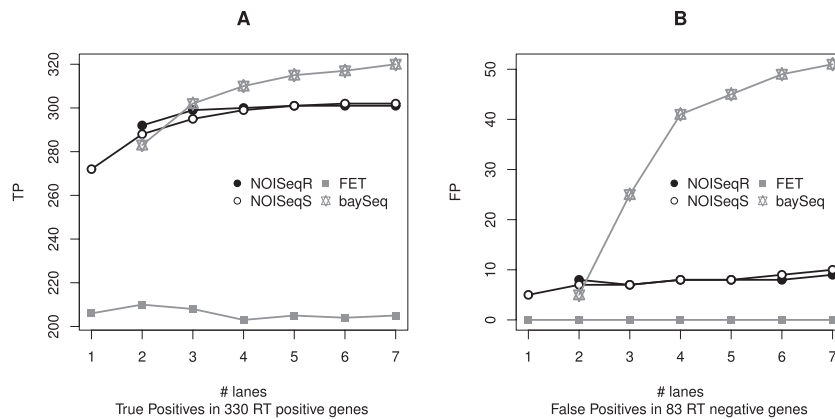 A
TP
320
300
280
260
240
220
200
NOISeqR FET
NOISeqS baySeq
1 2 3 4 5 6 7
# lanes
True Positives in 330 RT positive genes
B
FP
50
40
30
20
10
0
NOISeqR FET
NOISeqS baySeq
1 2 3 4 5 6 7
# lanes
False Positives in 83 RT negative genes